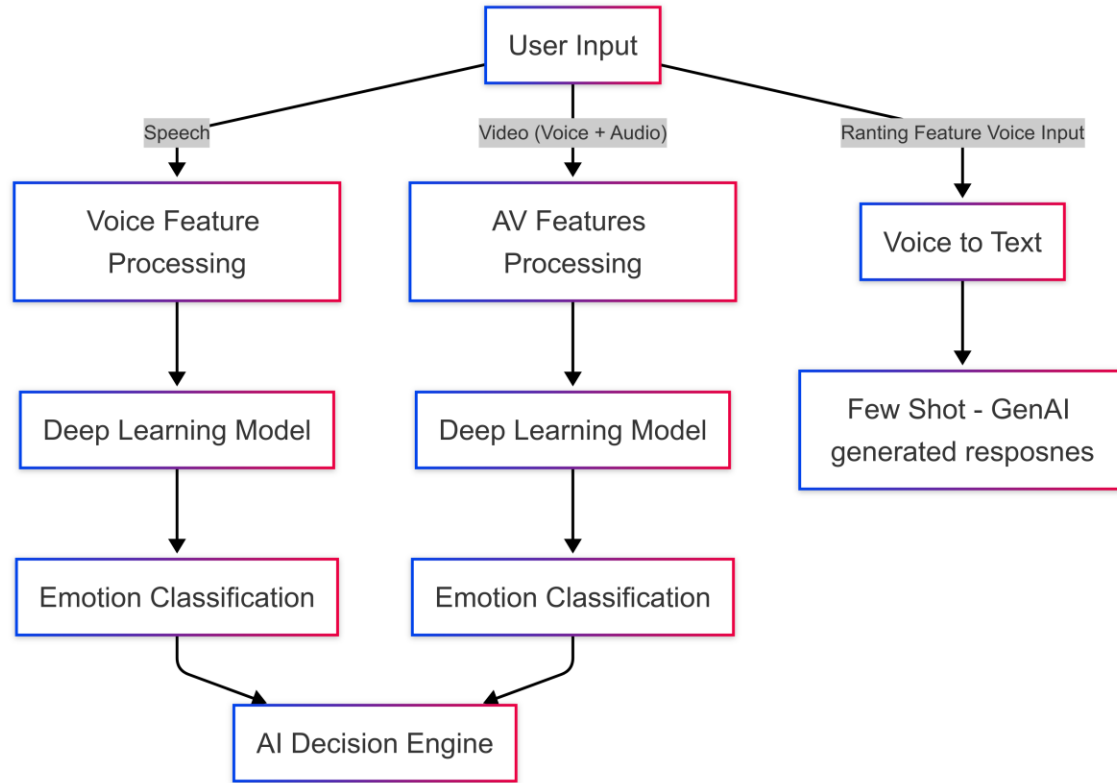 User Input
Speech
Video (Voice + Audio)
Ranting Feature Voice Input
Voice Feature
Processing
AV Features
Processing
Voice to Text
Deep Learning Model
Deep Learning Model
Few Shot - GenAI
generated resposnes
Emotion Classification
Emotion Classification
AI Decision Engine